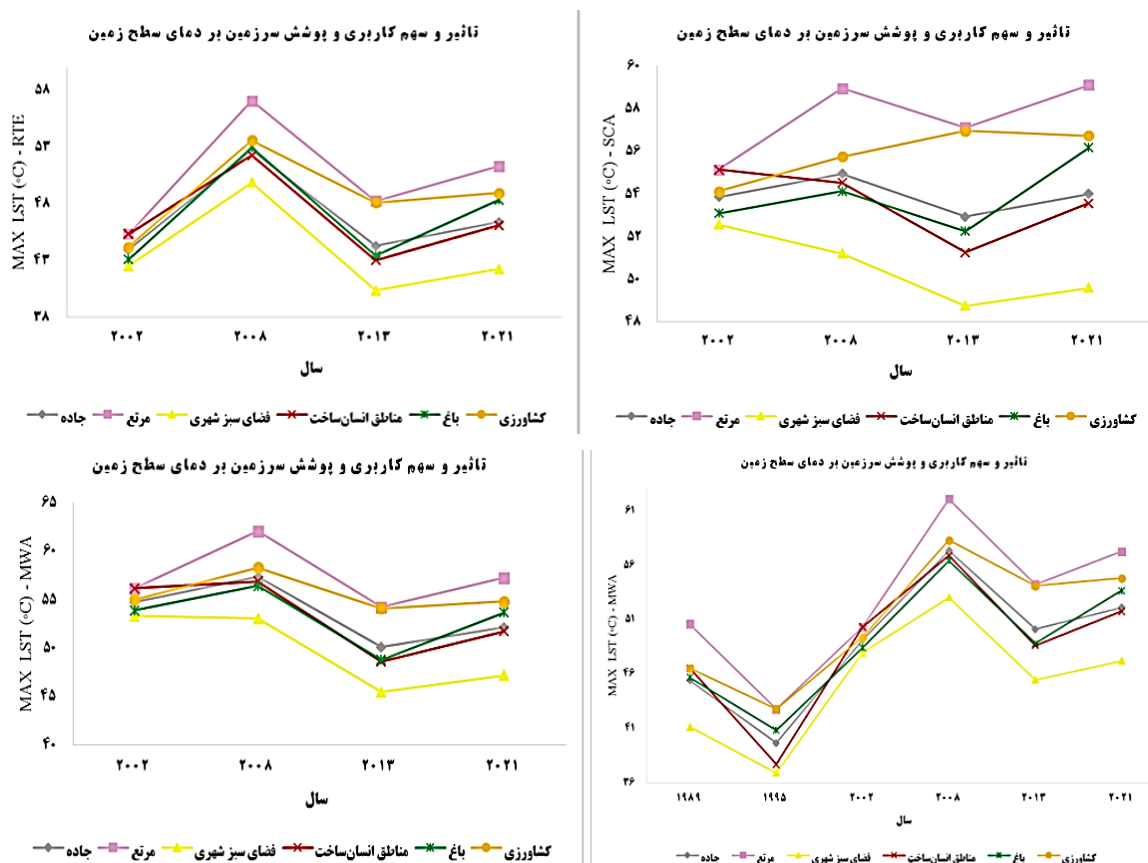 تاثیر و سهم کاربری و پوشش سرزمین بر دمای سطح زمین
MAX LST (°C) -RTE
۵۸
۵۳
۴۸
۴۳
۳۸
۲۰۰۲ ۲۰۰۸ ۲۰۱۳ ۲۰۲۱
سال
جاده مرتع فضای سبز شهری مناطق انسان‌ساخت باغ کشاورزی
تاثیر و سهم کاربری و پوشش سرزمین بر دمای سطح زمین
MAX LST (°C) - SCA
۶۰
۵۸
۵۶
۵۴
۵۲
۵۰
۴۸
۲۰۰۲ ۲۰۰۸ ۲۰۱۳ ۲۰۲۱
سال
جاده مرتع فضای سبز شهری مناطق انسان‌ساخت باغ کشاورزی
تاثیر و سهم کاربری و پوشش سرزمین بر دمای سطح زمین
MAX LST (°C) - MWA
۶۵
۶۰
۵۵
۵۰
۴۵
۴۰
۲۰۰۲ ۲۰۰۸ ۲۰۱۳ ۲۰۲۱
سال
جاده مرتع فضای سبز شهری مناطق انسان‌ساخت باغ کشاورزی
تاثیر و سهم کاربری و پوشش سرزمین بر دمای سطح زمین
MAX LST (°C) - MWA
۶۱
۵۶
۵۱
۴۶
۴۱
۳۶
۱۹۸۹ ۱۹۹۵ ۲۰۰۲ ۲۰۰۸ ۲۰۱۳ ۲۰۲۱
سال
جاده مرتع فضای سبز شهری مناطق انسان‌ساخت باغ کشاورزی